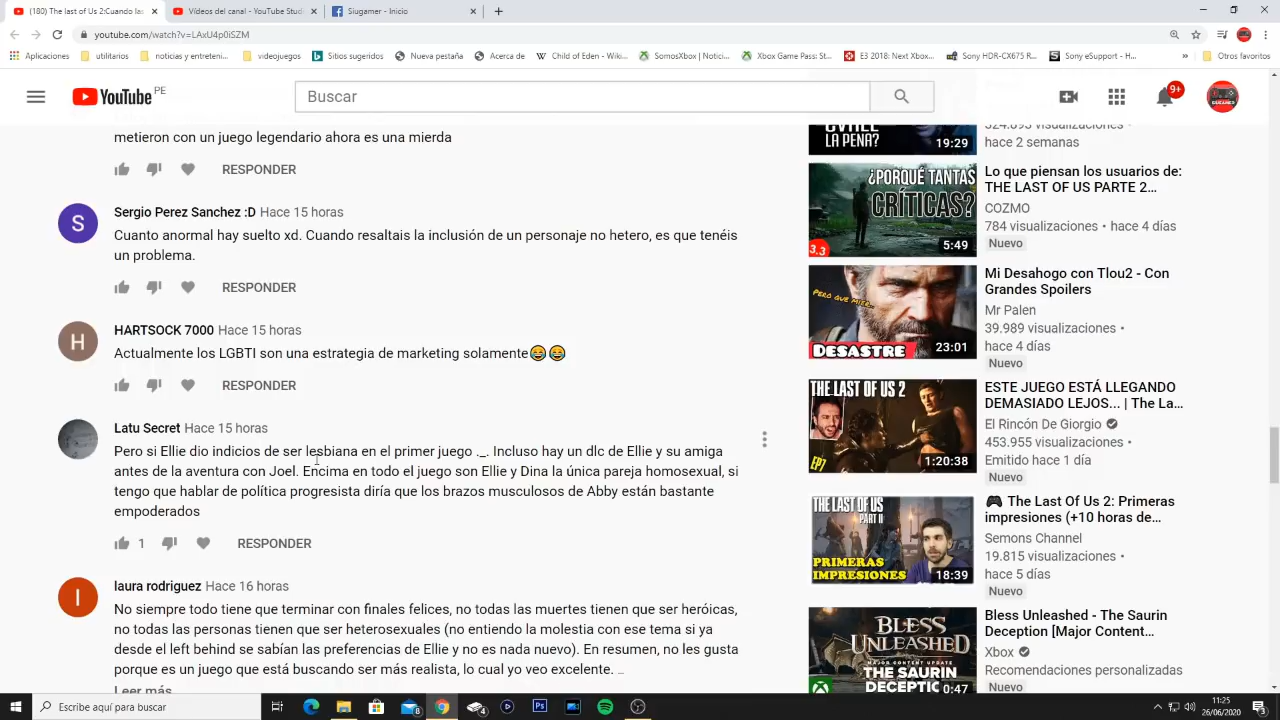 (180) The last of Us 2:Cuando las
Vídeos del canal - YouTube Stud
Siugamer - Inicio
youtube.com/watch?v=LAxU4p0iSZM
Aplicaciones
utilitarios
noticias y entreteni...
videojuegos
Sitios sugeridos
Nueva pestaña
Acerca de
Child of Eden - Wiki...
SomosXbox | Notici...
Xbox Game Pass: St...
E3 2018: Next Xbox...
Sony HDR-CX675 R...
Sony eSupport - H...
»
Otros favoritos
YouTube PE
Buscar
9+
metieron con un juego legendario ahora es una mierda
RESPONDER
S
Sergio Perez Sanchez :D Hace 15 horas
Cuanto anormal hay suelto xd. Cuando resaltais la inclusión de un personaje no hetero, es que tenéis
un problema.
RESPONDER
H
HARTSOCK 7000 Hace 15 horas
Actualmente los LGBTI son una estrategia de marketing solamente😂😂
RESPONDER
Latu Secret Hace 15 horas
Pero si Ellie dio indicios de ser lesbiana en el primer juego ._. Incluso hay un dlc de Ellie y su amiga
antes de la aventura con Joel. Encima en todo el juego son Ellie y Dina la única pareja homosexual, si
tengo que hablar de política progresista diría que los brazos musculosos de Abby están bastante
empoderados
1
RESPONDER
l
laura rodriguez Hace 16 horas
No siempre todo tiene que terminar con finales felices, no todas las muertes tienen que ser heróicas,
no todas las personas tienen que ser heterosexuales (no entiendo la molestia con ese tema si ya
desde el left behind se sabían las preferencias de Ellie y no es nada nuevo). En resumen, no les gusta
porque es un juego que está buscando ser más realista, lo cual yo veo excelente.
Leer más
LA PENA?
19:29
324.893 visualizaciones •
hace 2 semanas
¿PORQUÉ TANTAS
CRÍTICAS?
3.3
5:49
Lo que piensan los usuarios de:
THE LAST OF US PARTE 2...
COZMO
784 visualizaciones • hace 4 días
Nuevo
PERO QUE MIER...
DESASTRE
23:01
Mi Desahogo con Tlou2 - Con
Grandes Spoilers
Mr Palen
39.989 visualizaciones •
hace 4 días
Nuevo
THE LAST OF US 2
EP7
1:20:38
ESTE JUEGO ESTÁ LLEGANDO
DEMASIADO LEJOS... | The La...
El Rincón De Giorgio
453.955 visualizaciones •
Emitido hace 1 día
Nuevo
THE LAST OF US
PART II
PRIMERAS
IMPRESIONES
18:39
🎮 The Last Of Us 2: Primeras
impresiones (+10 horas de...
Semons Channel
19.815 visualizaciones •
hace 5 días
Nuevo
BLESS
UNLEASHED
MAJOR CONTENT UPDATE
THE SAURIN
DECEPTIO
0:47
Bless Unleashed - The Saurin
Deception [Major Content...
Xbox
Recomendaciones personalizadas
Nuevo
Escribe aquí para buscar
11:25
26/06/2020